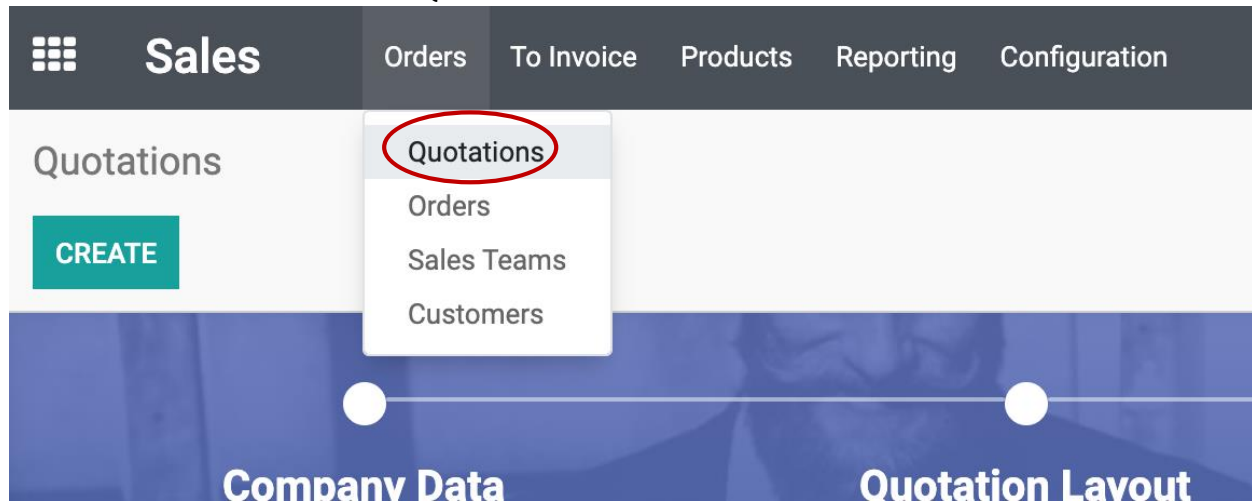 Sales Orders To Invoice Products Reporting Configuration
Quotations
CREATE
Quotations
Orders
Sales Teams
Customers
Company Data
Quotation Layout